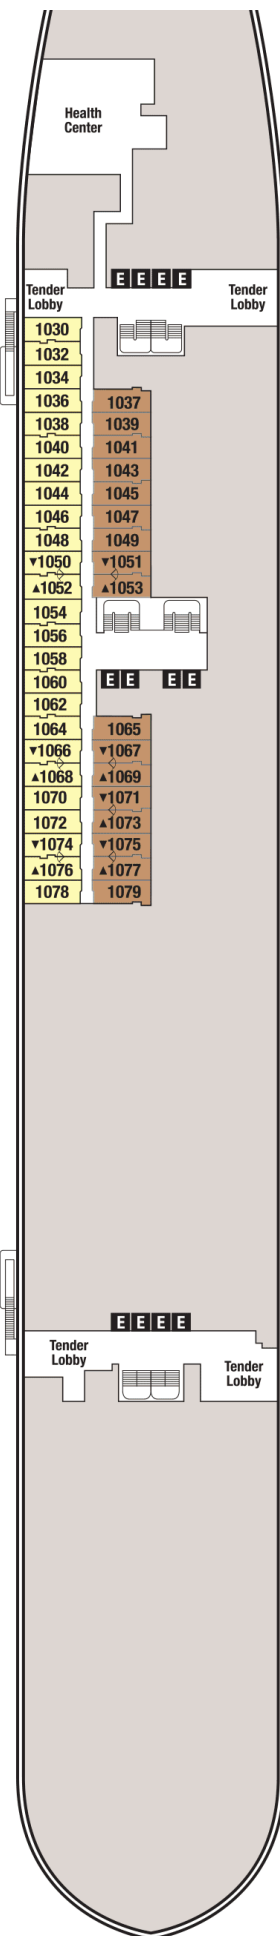 Health
Center
E E E E
Tender
Lobby
Tender
Lobby
1030
1032
1034
1036 1037
1038 1039
1040 1041
1042 1043
1044 1045
1046 1047
1048 1049
▼1050 ▼1051
▲1052 ▲1053
1054
1056
1058
1060 E E E E
1062
1064 1065
▼1066 ▼1067
▲1068 ▲1069
1070 ▼1071
1072 ▲1073
▼1074 ▼1075
▲1076 ▲1077
1078 1079
E E E E
Tender
Lobby
Tender
Lobby